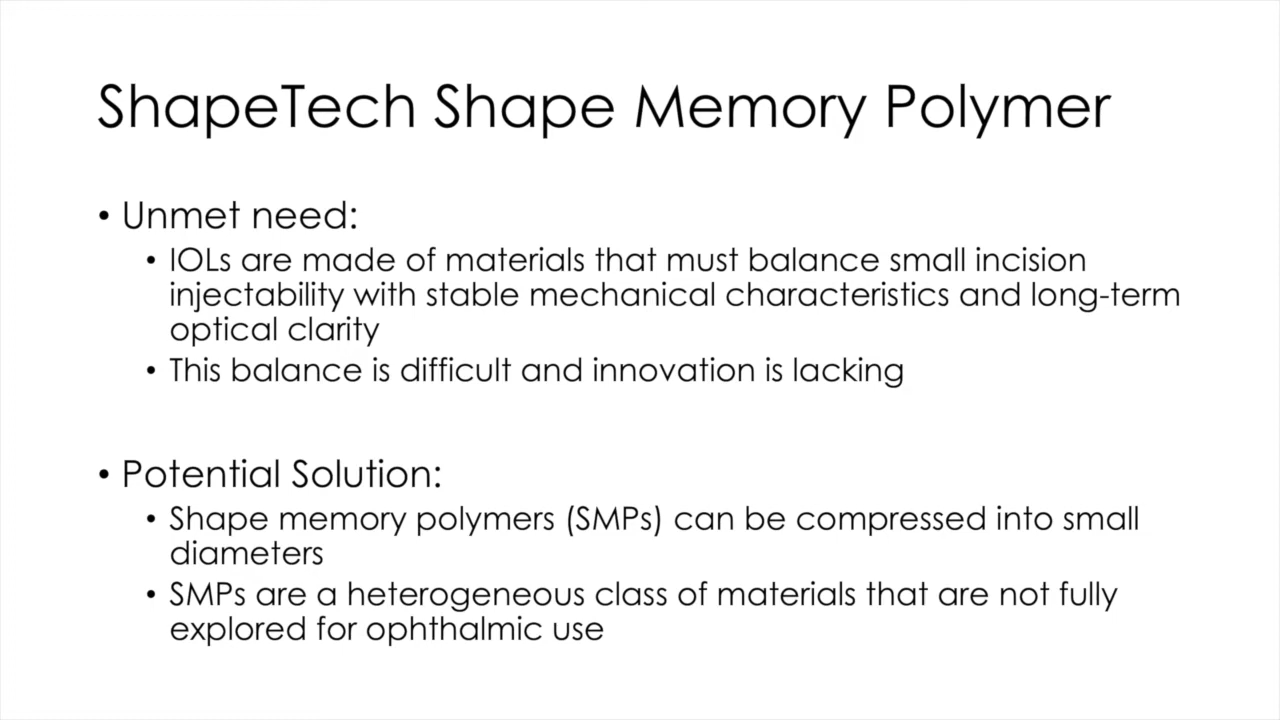 ShapeTech Shape Memory Polymer
• Unmet need:
• IOLs are made of materials that must balance small incision
injectability with stable mechanical characteristics and long-term
optical clarity
• This balance is difficult and innovation is lacking
• Potential Solution:
• Shape memory polymers (SMPs) can be compressed into small
diameters
• SMPs are a heterogeneous class of materials that are not fully
explored for ophthalmic use